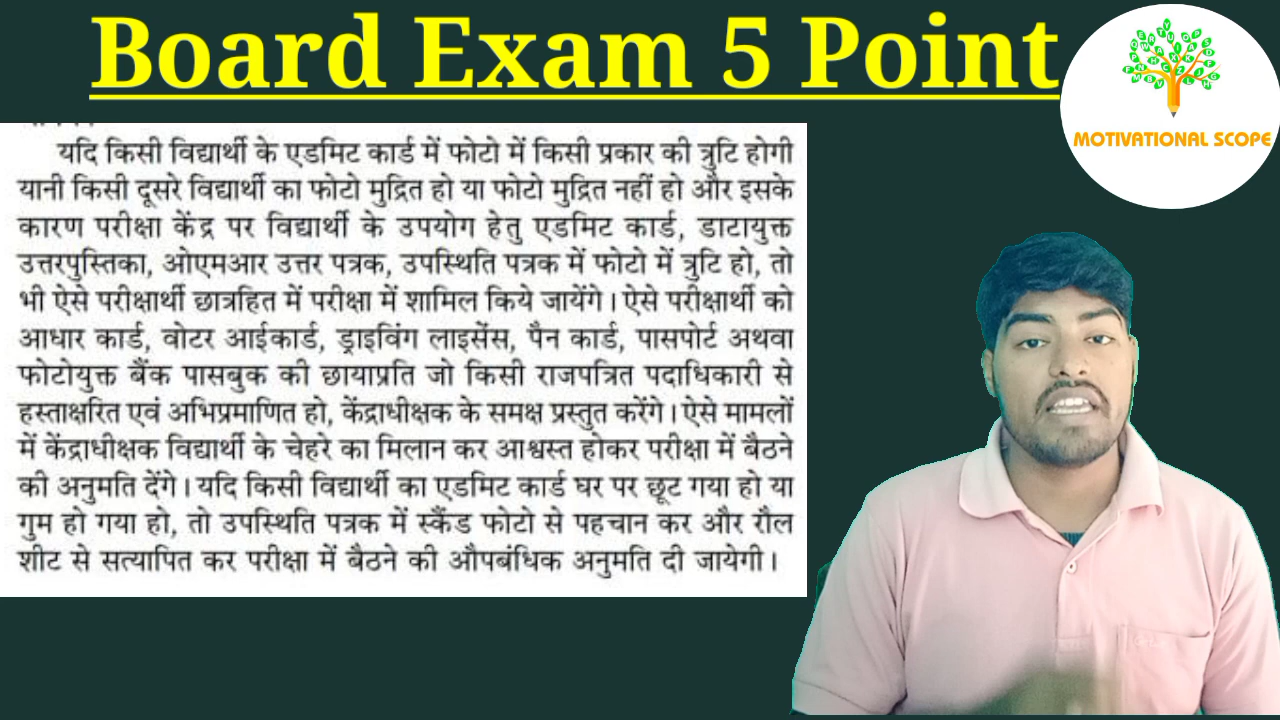 Board Exam 5 Point
MOTIVATIONAL SCOPE
यदि किसी विद्यार्थी के एडमिट कार्ड में फोटो में किसी प्रकार की त्रुटि होगी
यानी किसी दूसरे विद्यार्थी का फोटो मुद्रित हो या फोटो मुद्रित नहीं हो और इसके
कारण परीक्षा केंद्र पर विद्यार्थी के उपयोग हेतु एडमिट कार्ड, डाटायुक्त
उत्तरपुस्तिका, ओएमआर उत्तर पत्रक, उपस्थिति पत्रक में फोटो में त्रुटि हो, तो
भी ऐसे परीक्षार्थी छात्रहित में परीक्षा में शामिल किये जायेंगे। ऐसे परीक्षार्थी को
आधार कार्ड, वोटर आईकार्ड, ड्राइविंग लाइसेंस, पैन कार्ड, पासपोर्ट अथवा
फोटोयुक्त बैंक पासबुक की छायाप्रति जो किसी राजपत्रित पदाधिकारी से
हस्ताक्षरित एवं अभिप्रमाणित हो, केंद्राधीक्षक के समक्ष प्रस्तुत करेंगे। ऐसे मामलों
में केंद्राधीक्षक विद्यार्थी के चेहरे का मिलान कर आश्वस्त होकर परीक्षा में बैठने
की अनुमति देंगे। यदि किसी विद्यार्थी का एडमिट कार्ड घर पर छूट गया हो या
गुम हो गया हो, तो उपस्थिति पत्रक में स्कैंड फोटो से पहचान कर और रौल
शीट से सत्यापित कर परीक्षा में बैठने की औपबंधिक अनुमति दी जायेगी।